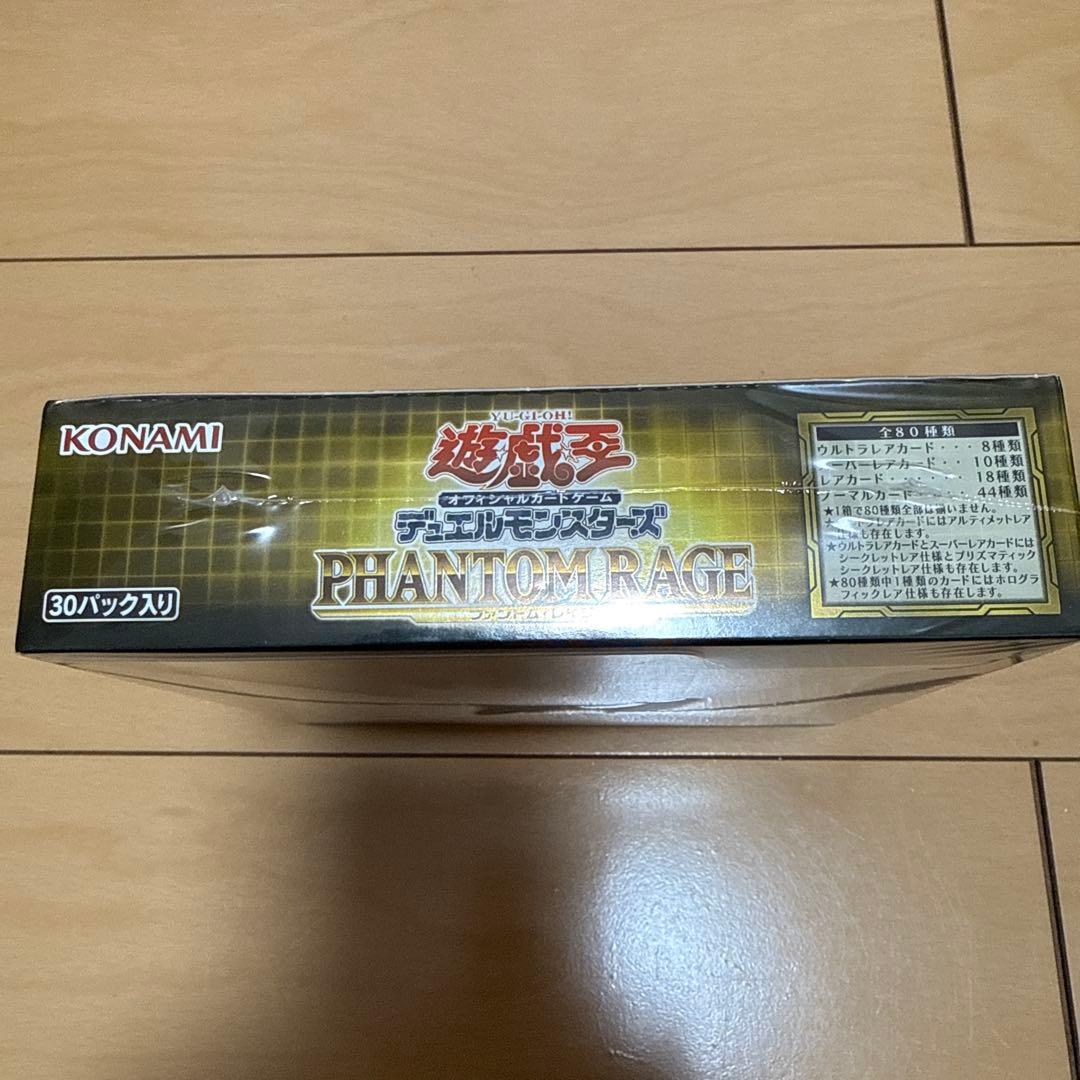 KONAMI
YU-GI-OH!
遊戯王
オフィシャルカードゲーム
デュエルモンスターズ
PHANTOM RAGE
30パック入り
全80種類
ウルトラレアカード・・・8種類
ーパーレアカード・・10種類
レアカード・・・・・・18種類
ノーマルカード・・・・44種類
★1箱で80種類全部は揃いません。
レアカードにはアルティメットレア
仕様も存在します。
★ウルトラレアカードとスーパーレアカードには
シークレットレア仕様とプリズマティック
シークレットレア仕様も存在します。
★80種類中1種類のカードにはホログラ
フィックレア仕様も存在します。